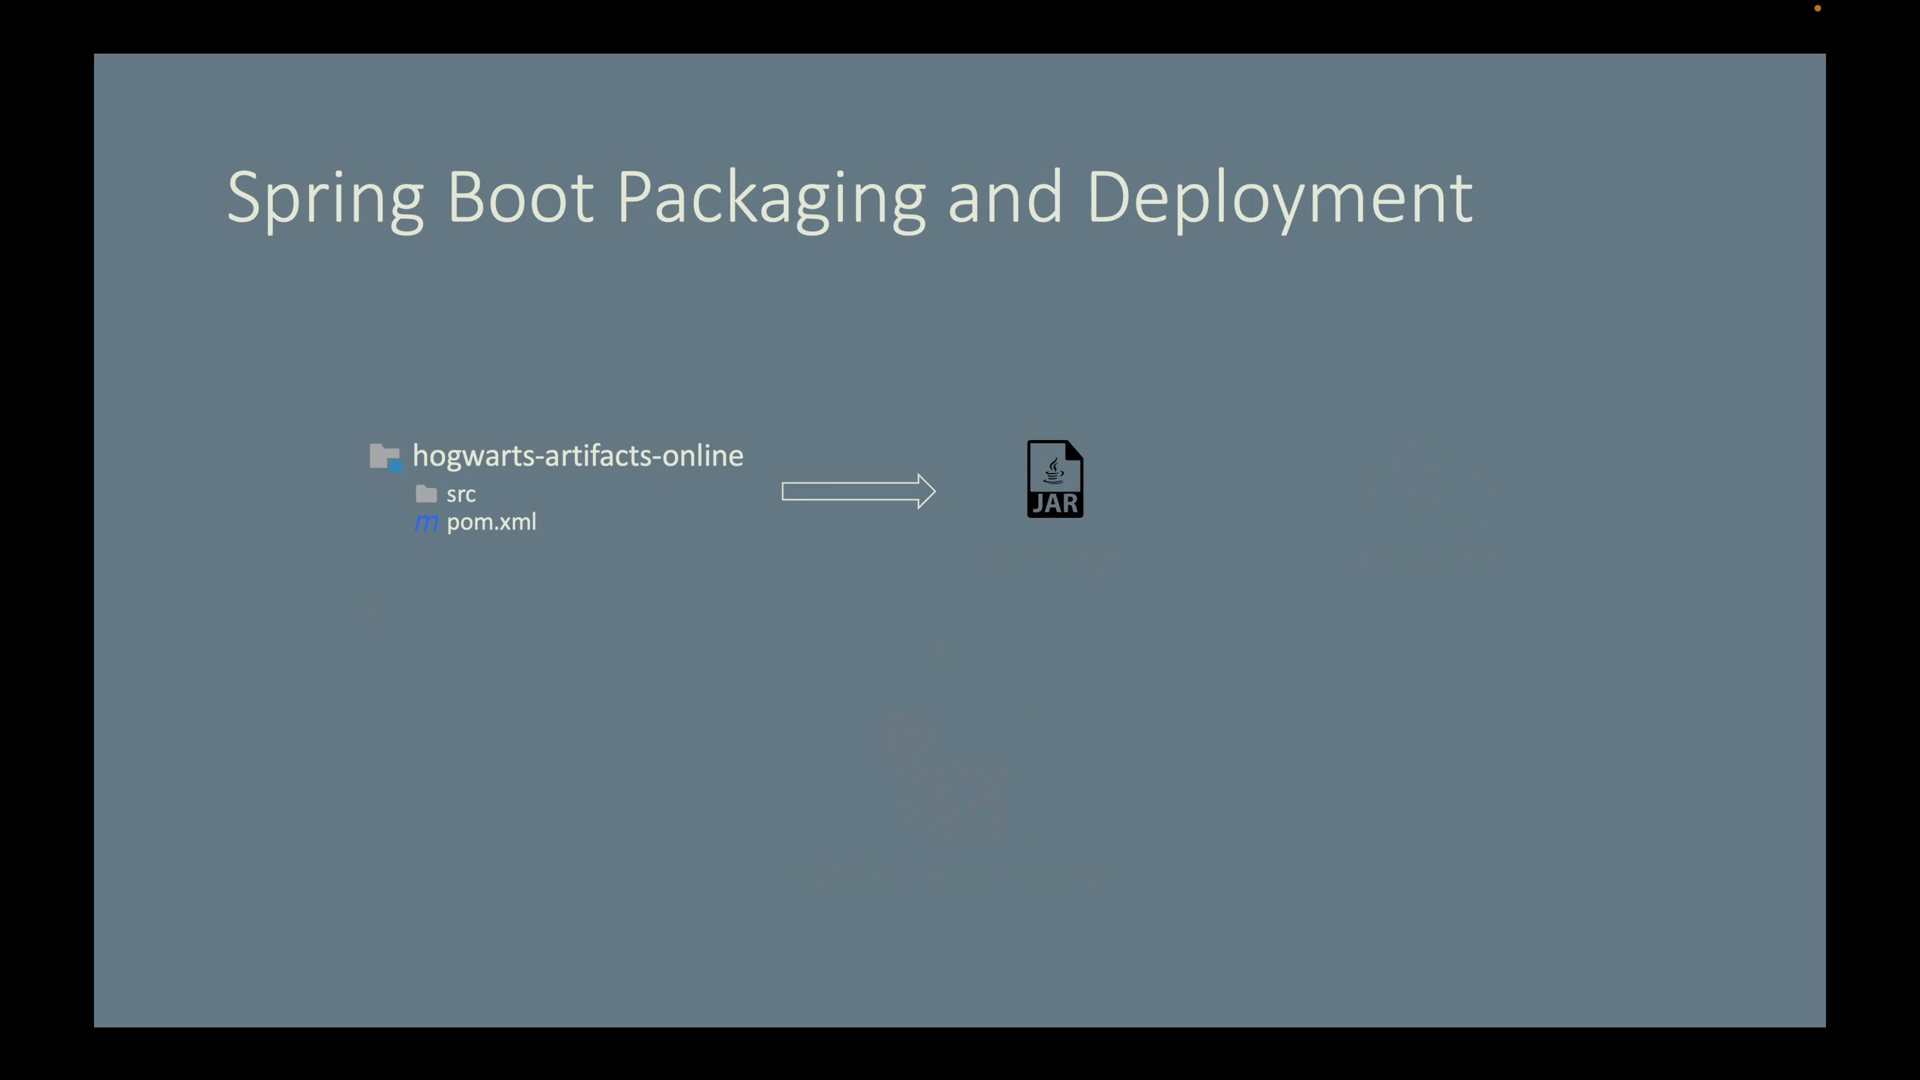 Spring Boot Packaging and Deployment
hogwarts-artifacts-online
src
m pom.xml
JAR